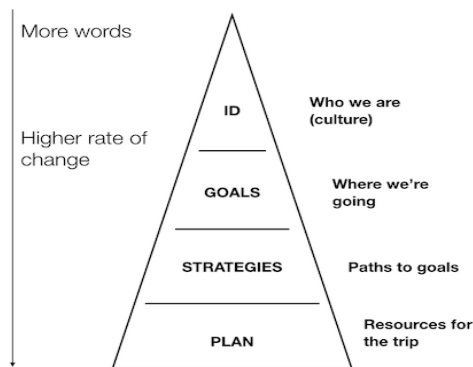 More words
Higher rate of
change
ID
Who we are
(culture)
GOALS
Where we're
going
STRATEGIES
Paths to goals
PLAN
Resources for
the trip